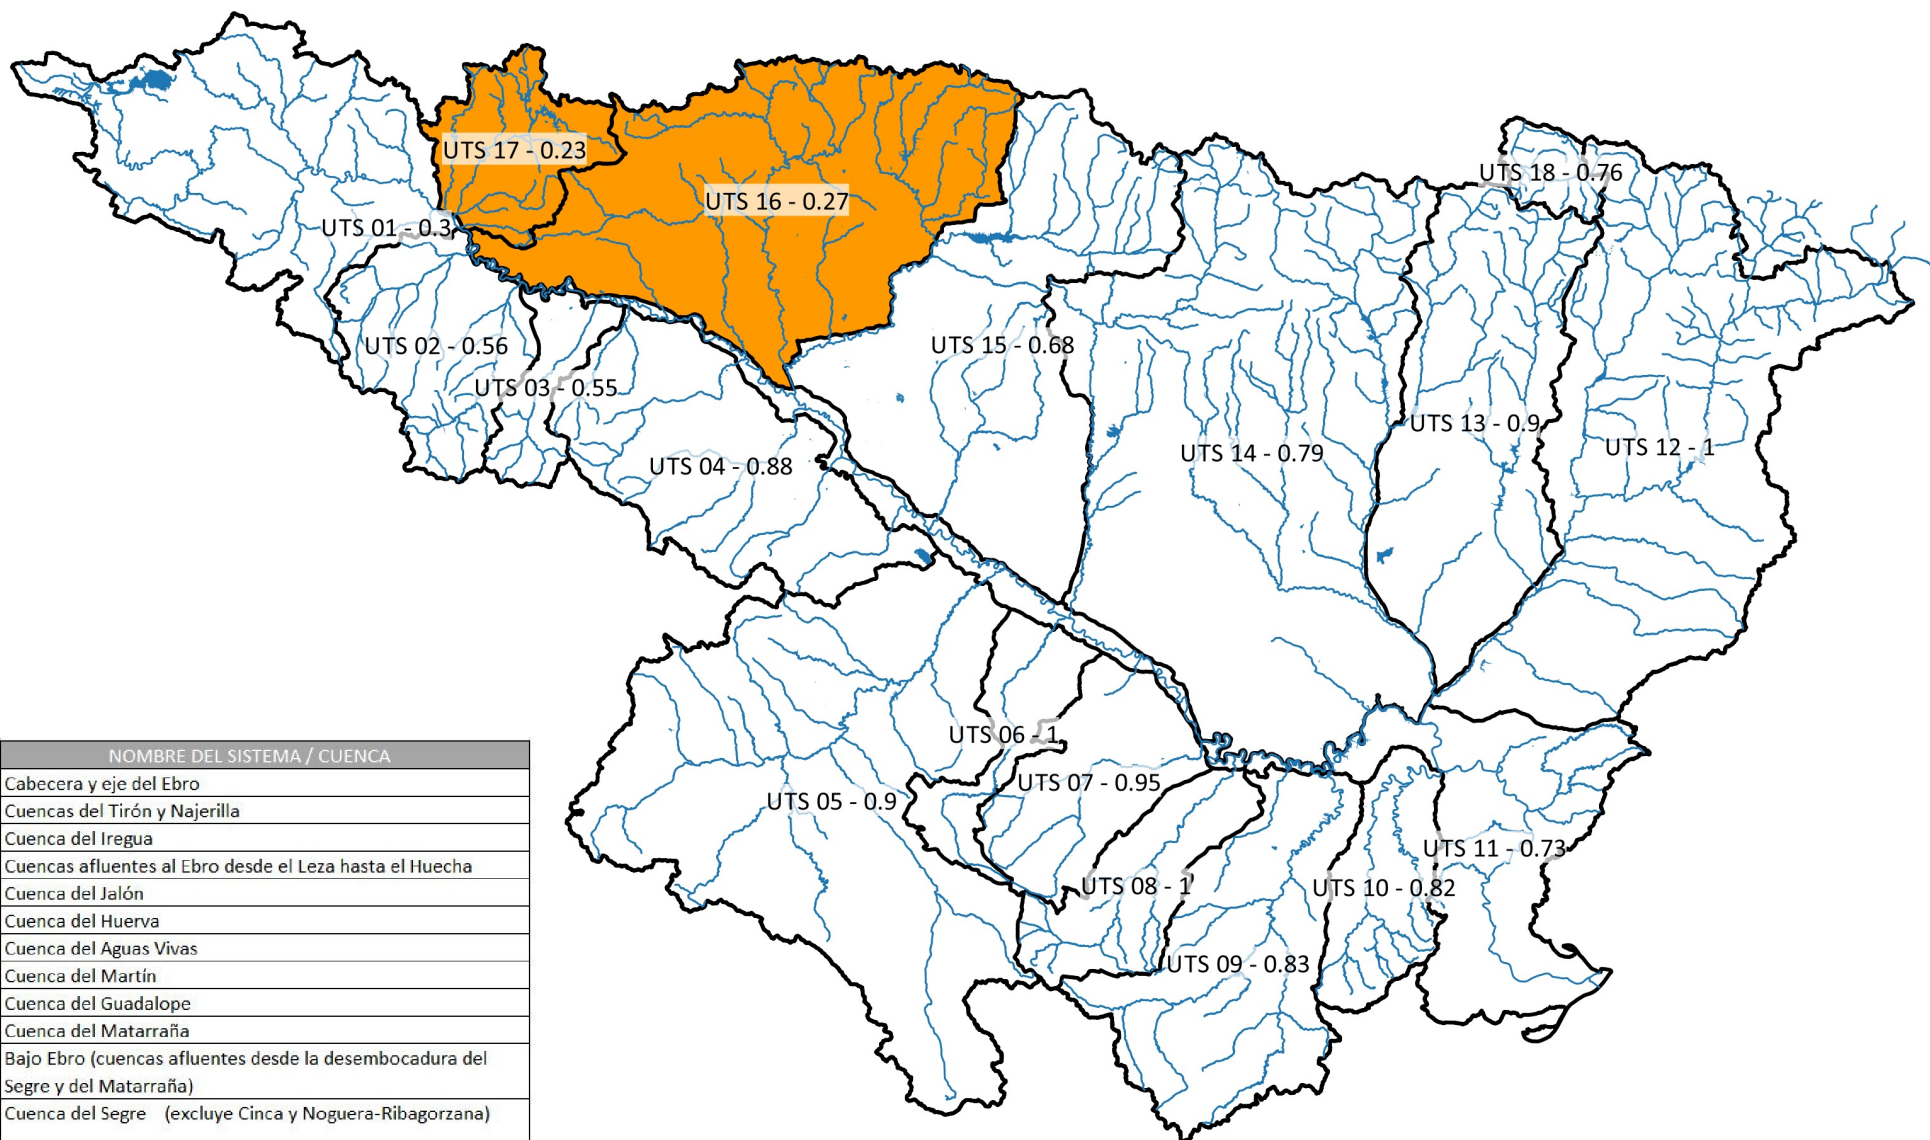 UTS 17 - 0.23
UTS 18 - 0.76
UTS 16 - 0.27
UTS 01 - 0.3
UTS 02 - 0.56
UTS 15 - 0.68
UTS 03 - 0.55
UTS 13 - 0.9
UTS 12 - 1
UTS 14 - 0.79
UTS 04 - 0.88
UTS 06 - 1
UTS 07 - 0.95
UTS 05 - 0.9
UTS 11 - 0.73
UTS 08 - 1
UTS 10 - 0.82
UTS 09 - 0.83
NOMBRE DEL SISTEMA / CUENCA
Cabecera y eje del Ebro
Cuencas del Tirón y Najerilla
Cuenca del Iregua
Cuencas afluentes al Ebro desde el Leza hasta el Huecha
Cuenca del Jalón
Cuenca del Huerva
Cuenca del Aguas Vivas
Cuenca del Martín
Cuenca del Guadalope
Cuenca del Matarraña
Bajo Ebro (cuencas afluentes desde la desembocadura del
Segre y del Matarraña)
Cuenca del Segre (excluye Cinca y Noguera-Ribagorzana)